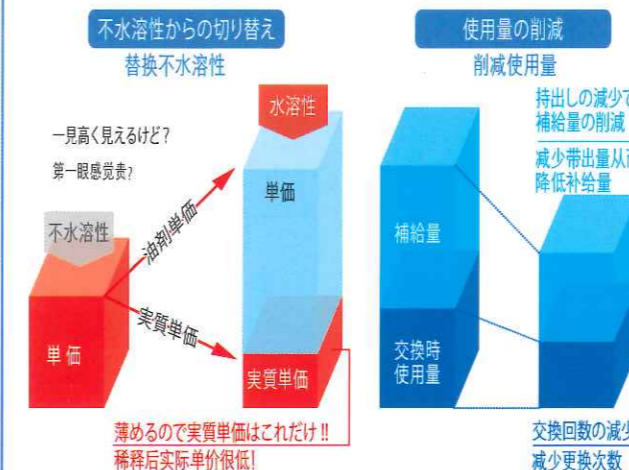 不水溶性からの切り替え
替换不水溶性
一見高く見えるけど？
第一眼感觉贵？
不水溶性
単価
油剤単価
実質単価
水溶性
単価
実質単価
薄めるので実質単価はこれだけ!!
稀释后实际单价很低!
使用量の削減
削减使用量
持出しの減少で
補給量の削減
减少带出量从而
降低补给量
補給量
交換時
使用量
交換回数の減少
减少更换次数